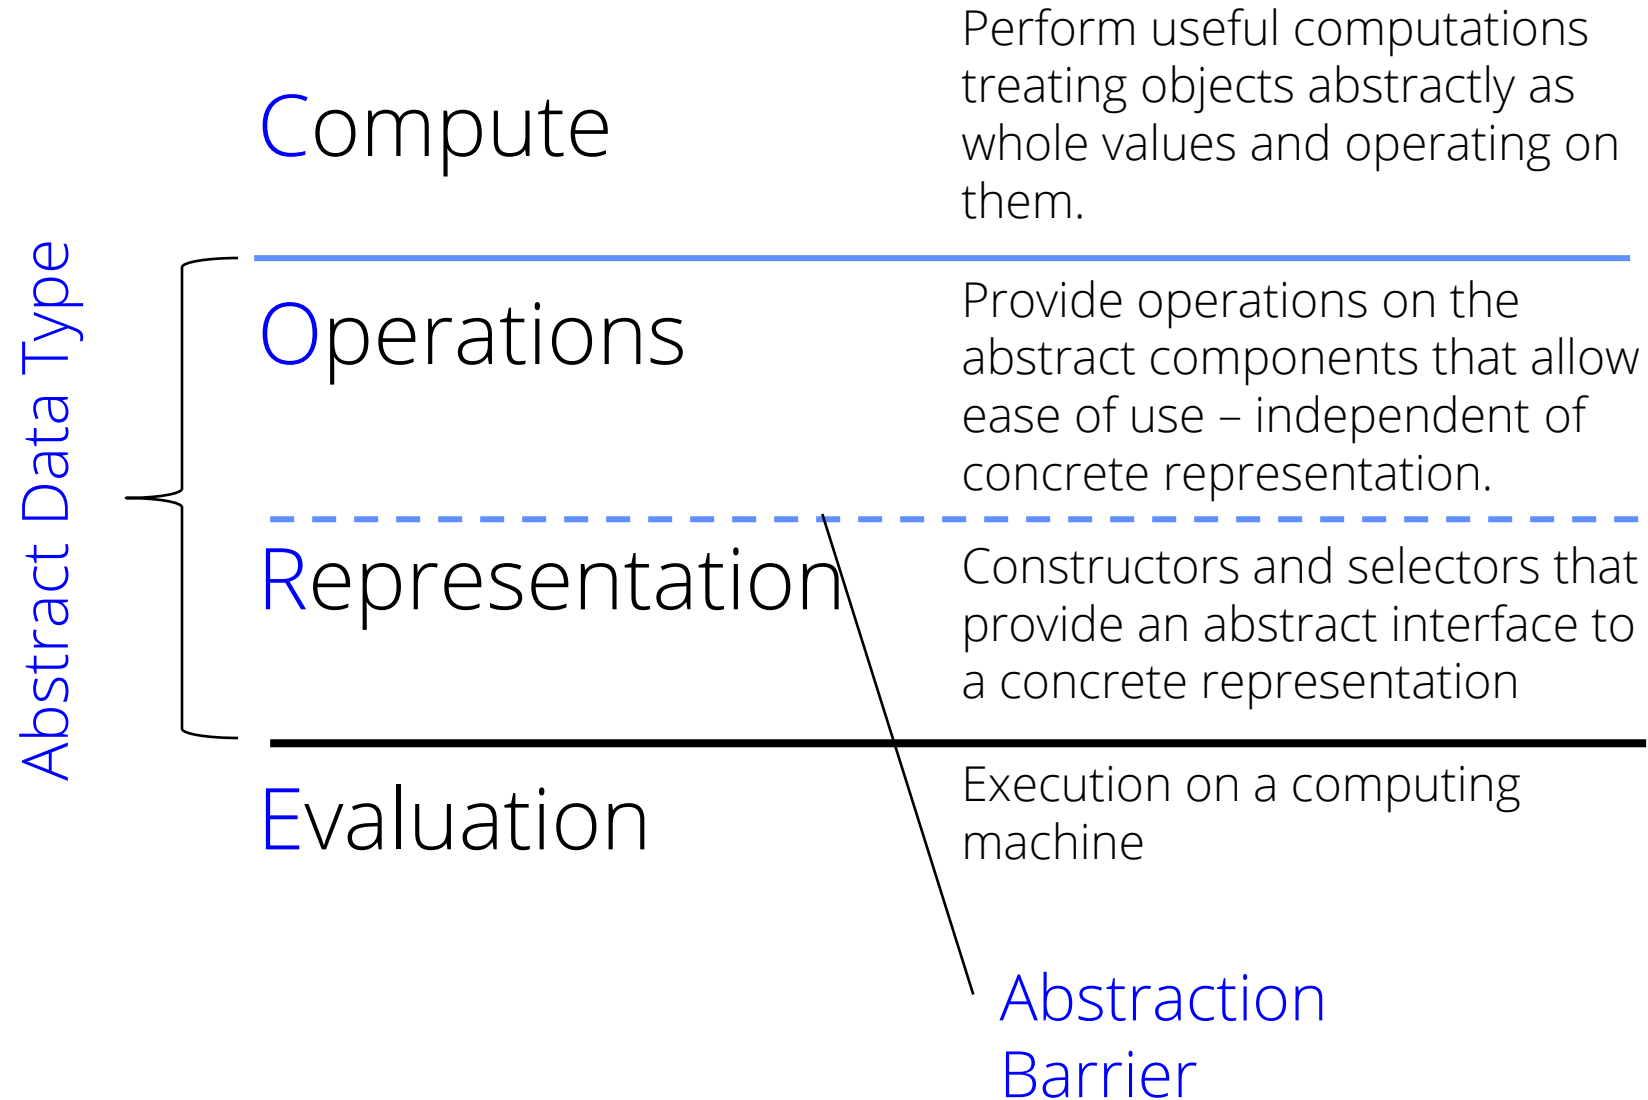 Abstract Data Type
Compute
Perform useful computations
treating objects abstractly as
whole values and operating on
them.
Operations
Provide operations on the
abstract components that allow
ease of use – independent of
concrete representation.
Representation
Constructors and selectors that
provide an abstract interface to
a concrete representation
Evaluation
Execution on a computing
machine
Abstraction
Barrier